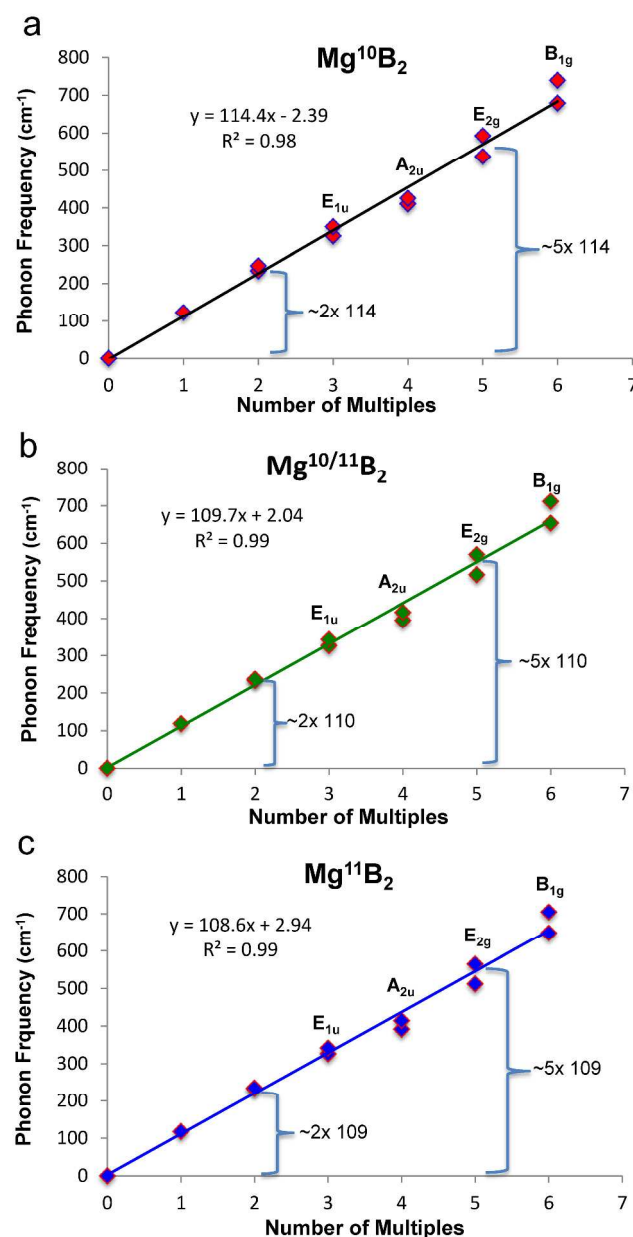 a
Mg¹⁰B₂
y = 114.4x - 2.39
R² = 0.98
E₁ᵤ
A₂ᵤ
E₂g
B₁g
~2x 114
~5x 114
Phonon Frequency (cm⁻¹)
800
700
600
500
400
300
200
100
0
0 1 2 3 4 5 6 7
Number of Multiples
b
Mg¹⁰/¹¹B₂
y = 109.7x + 2.04
R² = 0.99
E₁ᵤ
A₂ᵤ
E₂g
B₁g
~2x 110
~5x 110
Phonon Frequency (cm⁻¹)
800
700
600
500
400
300
200
100
0
0 1 2 3 4 5 6 7
Number of Multiples
c
Mg¹¹B₂
y = 108.6x + 2.94
R² = 0.99
E₁ᵤ
A₂ᵤ
E₂g
B₁g
~2x 109
~5x 109
Phonon Frquency (cm⁻¹)
800
700
600
500
400
300
200
100
0
0 1 2 3 4 5 6 7
Number of Multiples